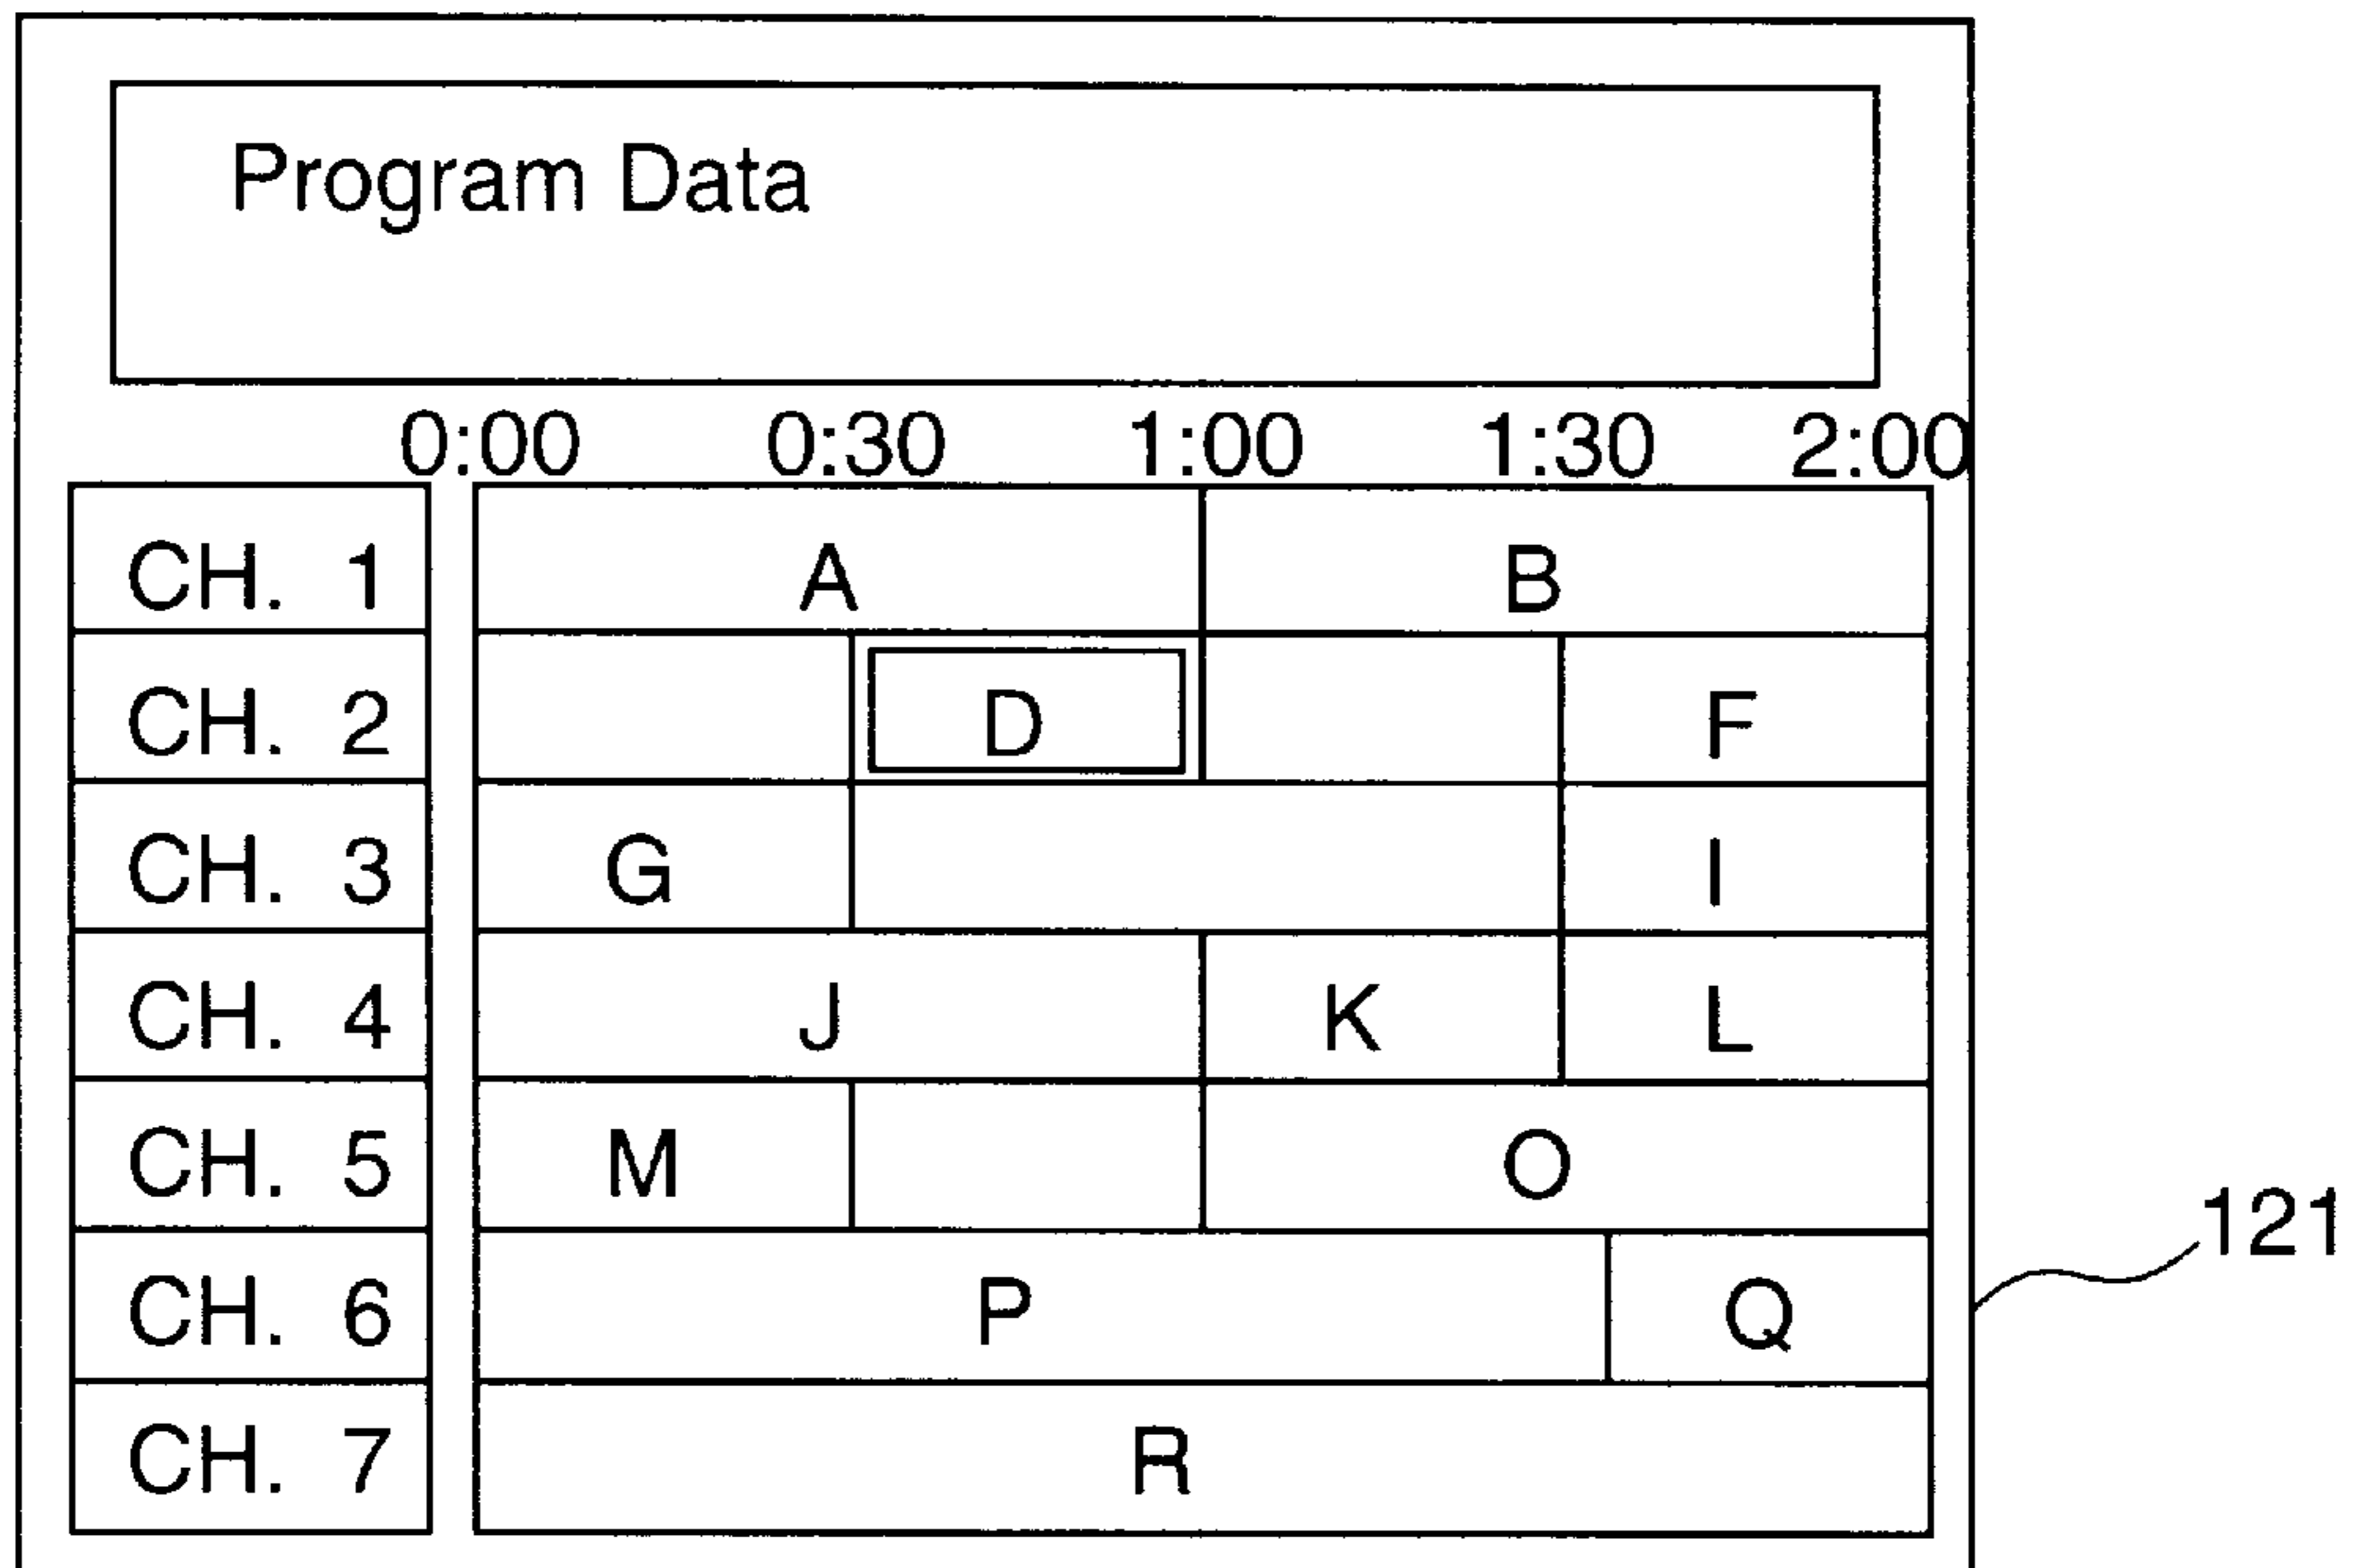 Program Data
0:00 0:30 1:00 1:30 2:00
CH. 1 A B
CH. 2 D F
CH. 3 G I
CH. 4 J K L
CH. 5 M O
121
CH. 6 P Q
CH. 7 R